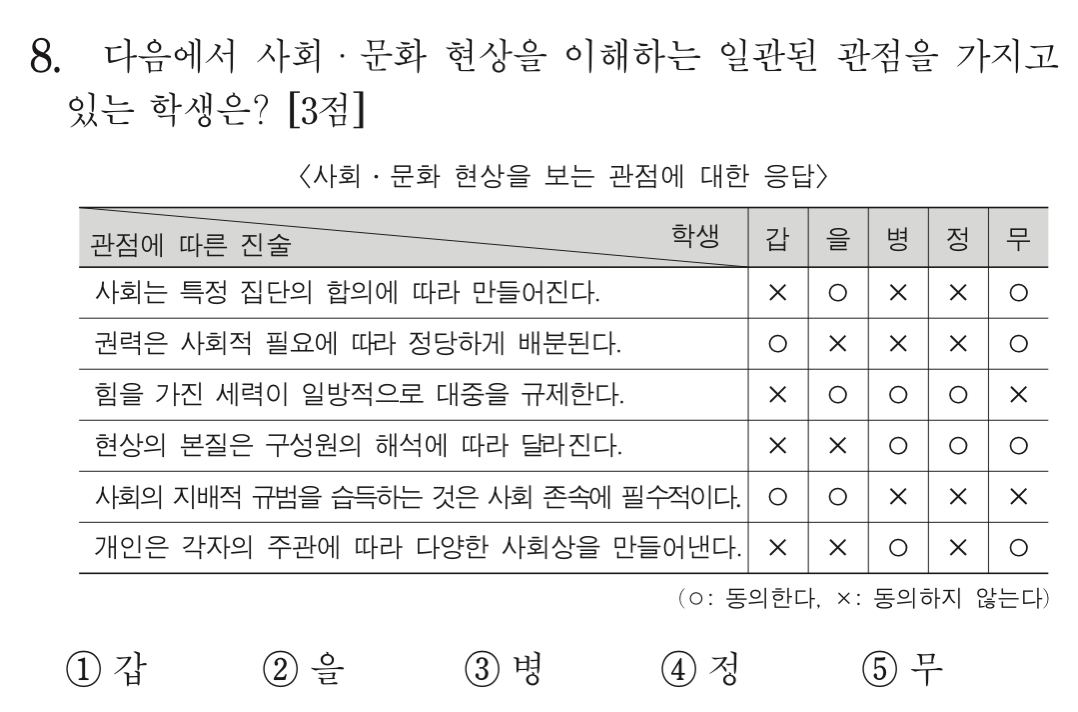 8. 다음에서 사회 · 문화 현상을 이해하는 일관된 관점을 가지고
있는 학생은? [3점]
〈사회 · 문화 현상을 보는 관점에 대한 응답〉
관점에 따른 진술 학생 갑 을 병 정 무
사회는 특정 집단의 합의에 따라 만들어진다. × ○ × × ○
권력은 사회적 필요에 따라 정당하게 배분된다. ○ × × × ○
힘을 가진 세력이 일방적으로 대중을 규제한다. × ○ ○ ○ ×
현상의 본질은 구성원의 해석에 따라 달라진다. × × ○ ○ ○
사회의 지배적 규범을 습득하는 것은 사회 존속에 필수적이다. ○ ○ × × ×
개인은 각자의 주관에 따라 다양한 사회상을 만들어낸다. × × ○ × ○
(○: 동의한다, ×: 동의하지 않는다)
① 갑 ② 을 ③ 병 ④ 정 ⑤ 무